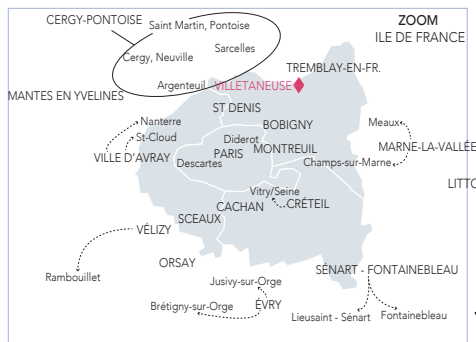 CERGY-PONTOISE
ZOOM
ILE DE FRANCE
Saint Martin, Pontoise
Sarcelles
Cergy, Neuville
TREMBLAY-EN-FR.
Argenteuil
VILLETANEUSE
MANTES EN YVELINES
ST DENIS
Nanterre
BOBIGNY
Meaux
St-Cloud
Diderot
MONTREUIL
MARNE-LA-VALLÉE
VILLE D'AVRAY
PARIS
Descartes
Champs-sur-Marne
LITTO
Vitry/Seine
CRÉTEIL
CACHAN
SCEAUX
VÉLIZY
ORSAY
SÉNART - FONTAINEBLEAU
Rambouillet
Jusivy-sur-Orge
Brétigny-sur-Orge
ÉVRY
Lieusaint - Sénart
Fontainebleau